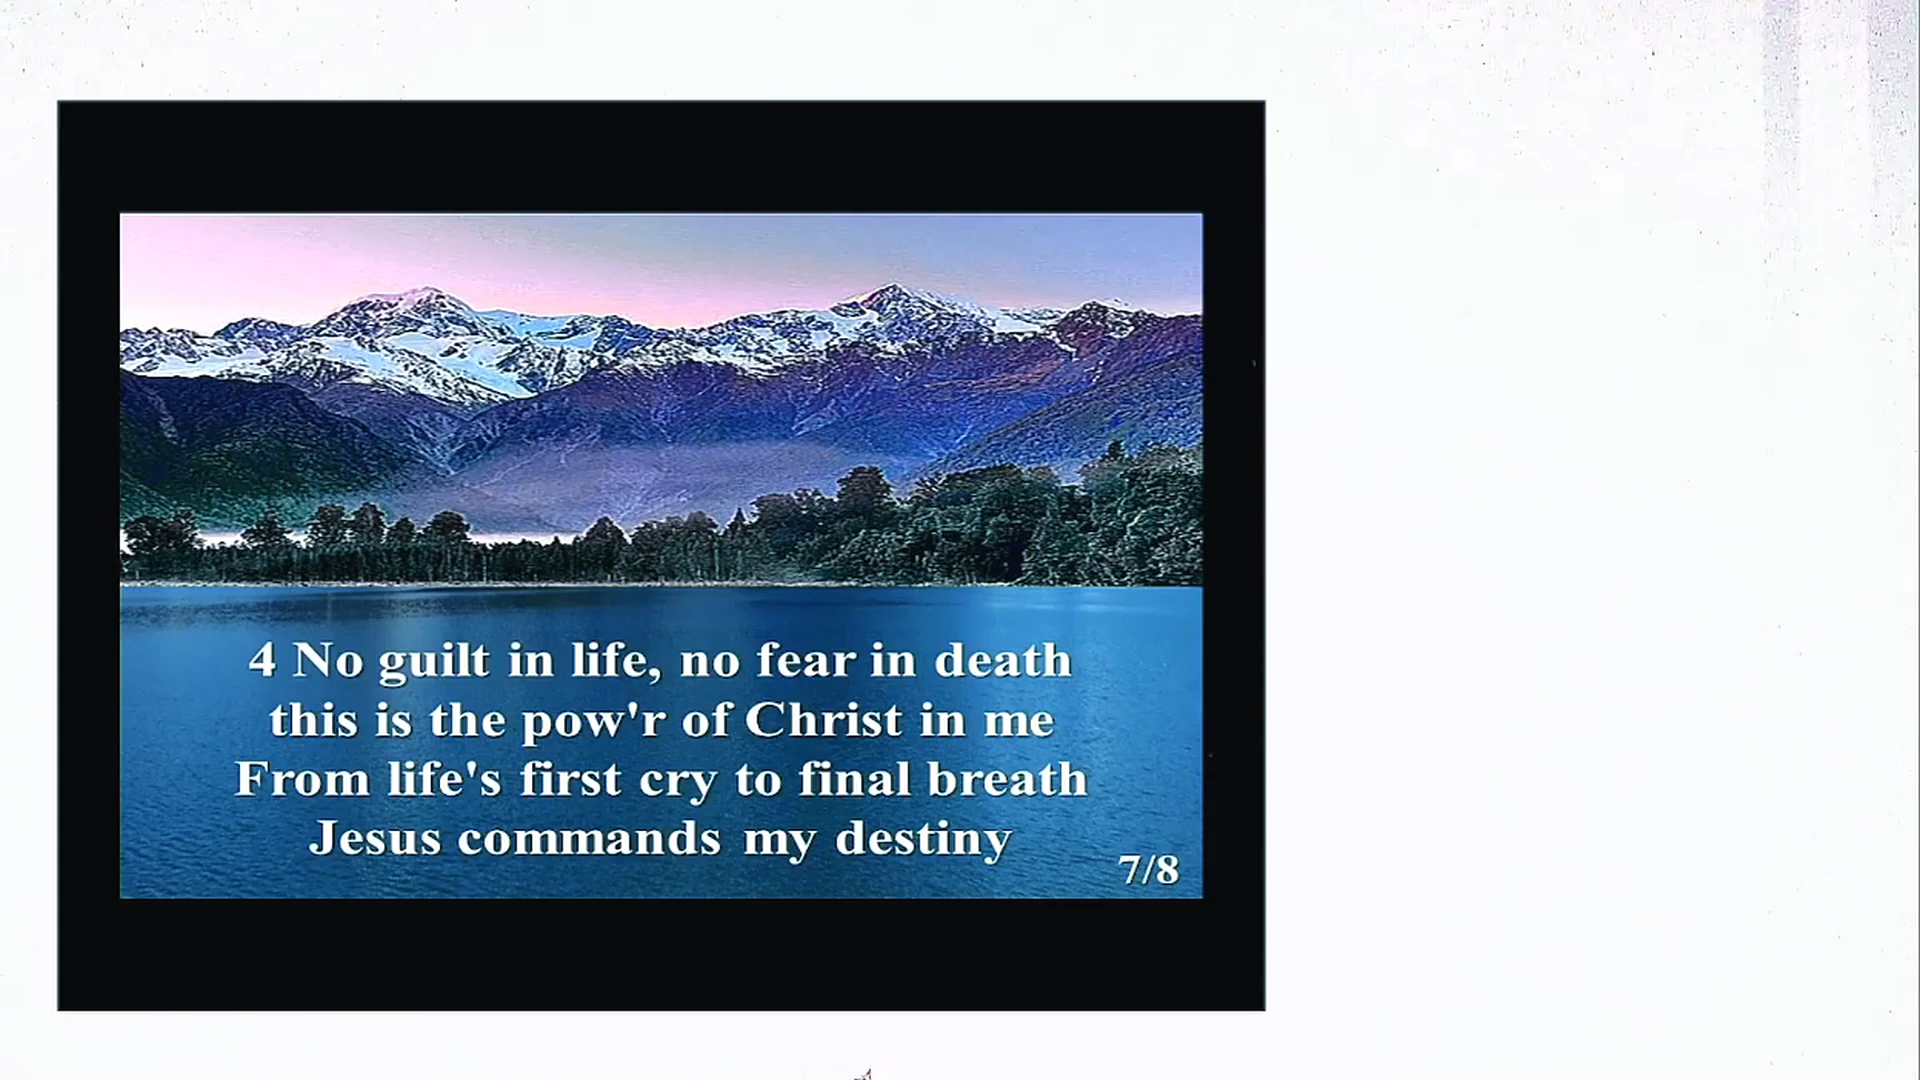 4 No guilt in life, no fear in death
this is the pow'r of Christ in me
From life's first cry to final breath
Jesus commands my destiny
7/8